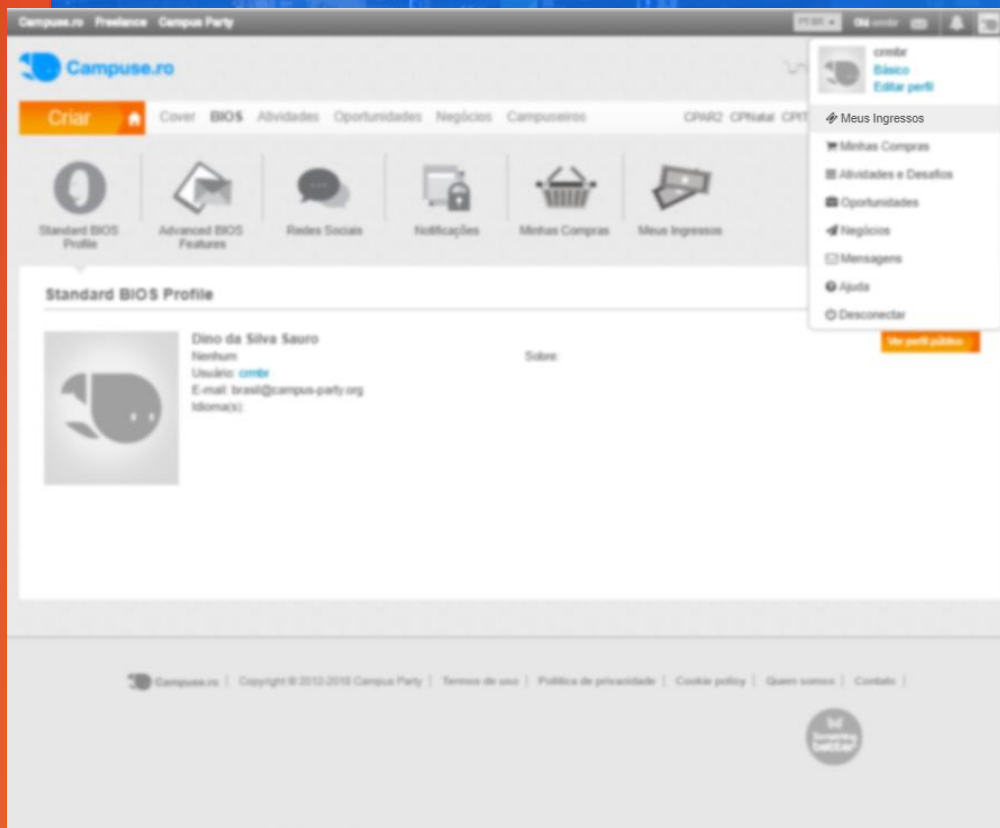 Campuse.ro Freelance Campus Party
PT-BR Olá crmbr
crmbr
Básico
Editar perfil
Campuse.ro
Criar Cover BIOS Atividades Oportunidades Negócios Campuseiros CPAR2 CPNatal
Meus Ingressos
Minhas Compras
Atividades e Desafios
Oportunidades
Negócios
Mensagens
Ajuda
Desconectar
Standard BIOS Profile
Advanced BIOS Features
Redes Sociais
Notificações
Minhas Compras
Meus Ingressos
Standard BIOS Profile
Ver perfil público
Dino da Silva Sauro
Nenhum
Sobre:
Usuário: crmbr
E-mail: brasil@campus-party.org
Idioma(s):
Campuse.ro | Copyright © 2012-2018 Campus Party | Termos de uso | Política de privacidade | Cookie policy | Quem somos | Contato |